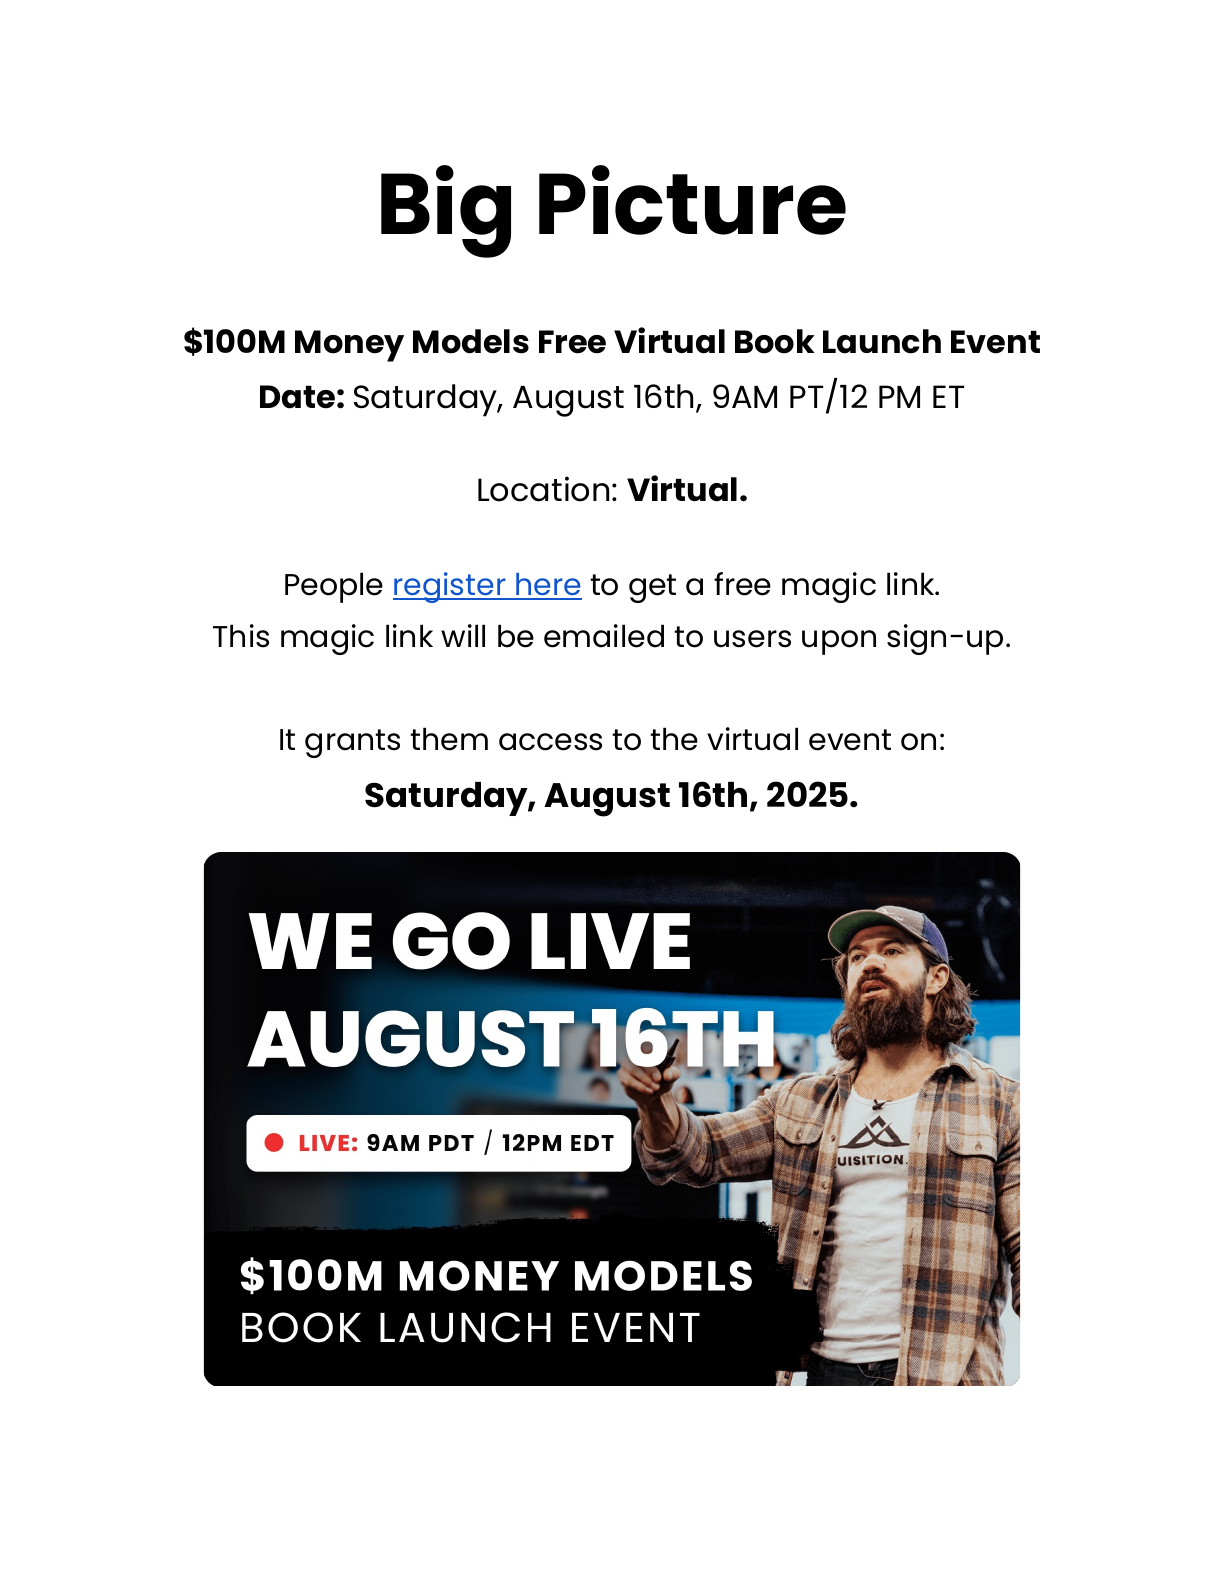 Big Picture
$100M Money Models Free Virtual Book Launch Event
Date: Saturday, August 16th, 9AM PT/12 PM ET
Location: Virtual.
People register here to get a free magic link.
This magic link will be emailed to users upon sign-up.
It grants them access to the virtual event on:
Saturday, August 16th, 2025.
WE GO LIVE
AUGUST 16TH
LIVE: 9AM PDT / 12PM EDT
UISITION.
$100M MONEY MODELS
BOOK LAUNCH EVENT